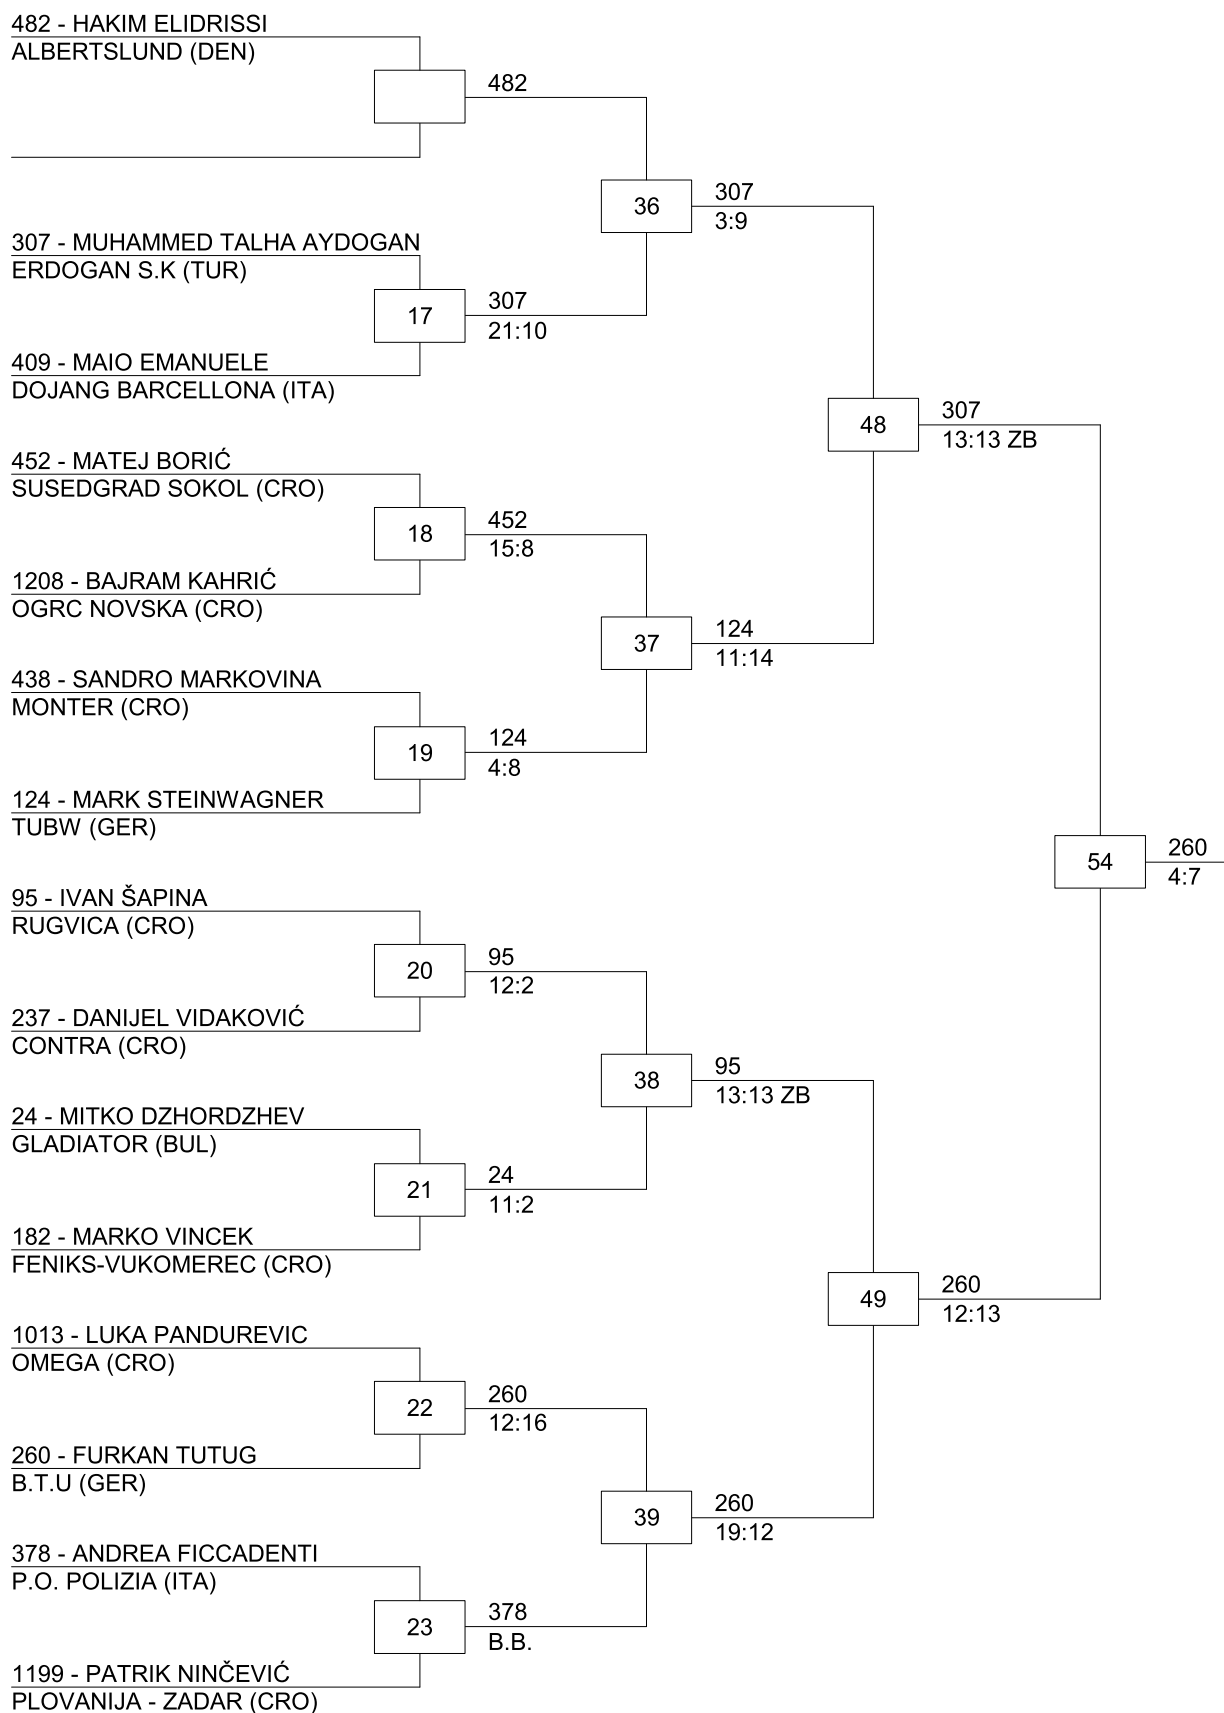 482 - HAKIM ELIDRISSI
ALBERTSLUND (DEN)
482
36
307
3:9
307 - MUHAMMED TALHA AYDOGAN
ERDOGAN S.K (TUR)
17
307
21:10
409 - MAIO EMANUELE
DOJANG BARCELLONA (ITA)
48
307
13:13 ZB
452 - MATEJ BORIĆ
SUSEDGRAD SOKOL (CRO)
18
452
15:8
1208 - BAJRAM KAHRIĆ
OGRC NOVSKA (CRO)
37
124
11:14
438 - SANDRO MARKOVINA
MONTER (CRO)
19
124
4:8
124 - MARK STEINWAGNER
TUBW (GER)
54
260
4:7
95 - IVAN ŠAPINA
RUGVICA (CRO)
20
95
12:2
237 - DANIJEL VIDAKOVIĆ
CONTRA (CRO)
38
95
13:13 ZB
24 - MITKO DZHORDZHEV
GLADIATOR (BUL)
21
24
11:2
182 - MARKO VINCEK
FENIKS-VUKOMEREC (CRO)
49
260
12:13
1013 - LUKA PANDUREVIC
OMEGA (CRO)
22
260
12:16
260 - FURKAN TUTUG
B.T.U (GER)
39
260
19:12
378 - ANDREA FICCADENTI
P.O. POLIZIA (ITA)
23
378
B.B.
1199 - PATRIK NINČEVIĆ
PLOVANIJA - ZADAR (CRO)